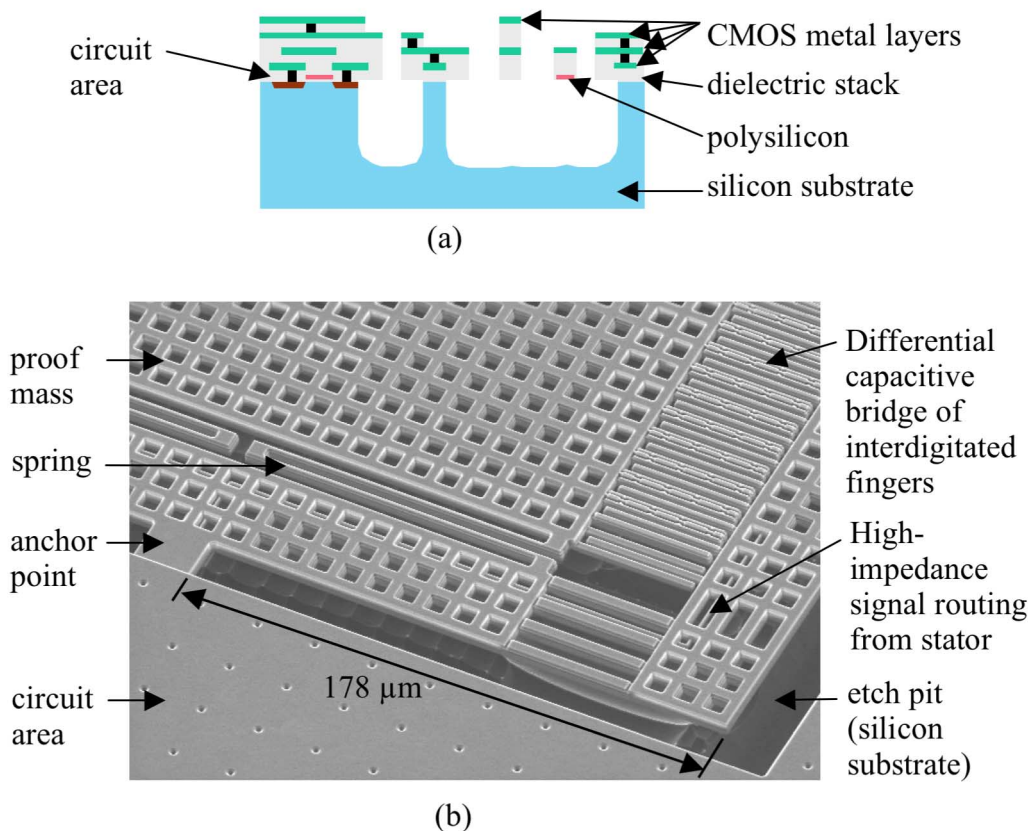 circuit
area
CMOS metal layers
dielectric stack
polysilicon
silicon substrate
(a)
proof
mass
spring
anchor
point
circuit
area
178 µm
Differential
capacitive
bridge of
interdigitated
fingers
High-
impedance
signal routing
from stator
etch pit
(silicon
substrate)
(b)